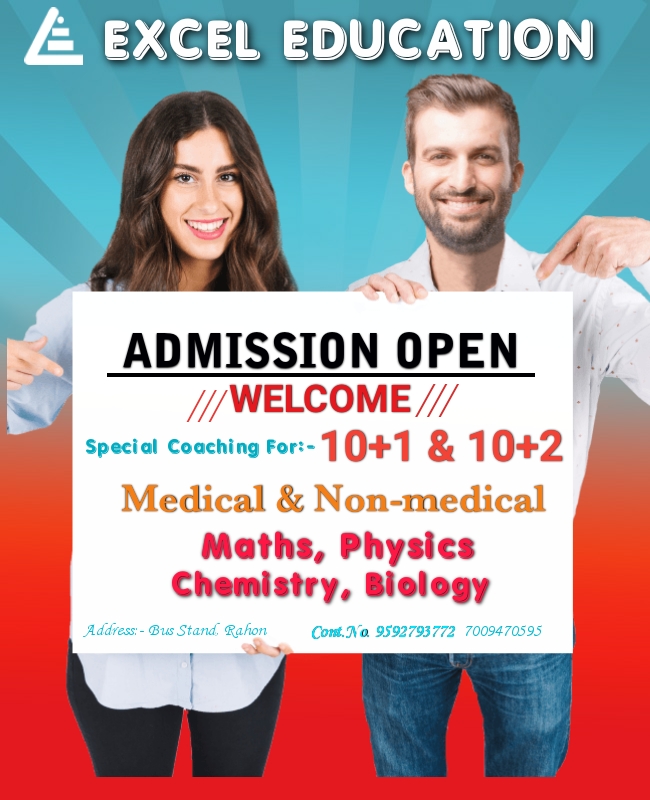 EXCEL EDUCATION
ADMISSION OPEN
///WELCOME///
Special Coaching For:- 10+1 & 10+2
Medical & Non-medical
Maths, Physics
Chemistry, Biology
Address:- Bus Stand, Rahon Cont.No. 9592793772 7009470595